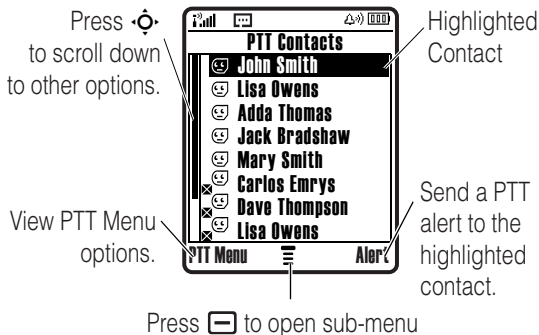 Press
to scroll down
to other options.
View PTT Menu
options.
PTT Contacts
John Smith
Lisa Owens
Adda Thomas
Jack Bradshaw
Mary Smith
Carlos Emrys
Dave Thompson
Lisa Owens
PTT Menu Alert
Highlighted
Contact
Send a PTT
alert to the
highlighted
contact.
Press to open sub-menu